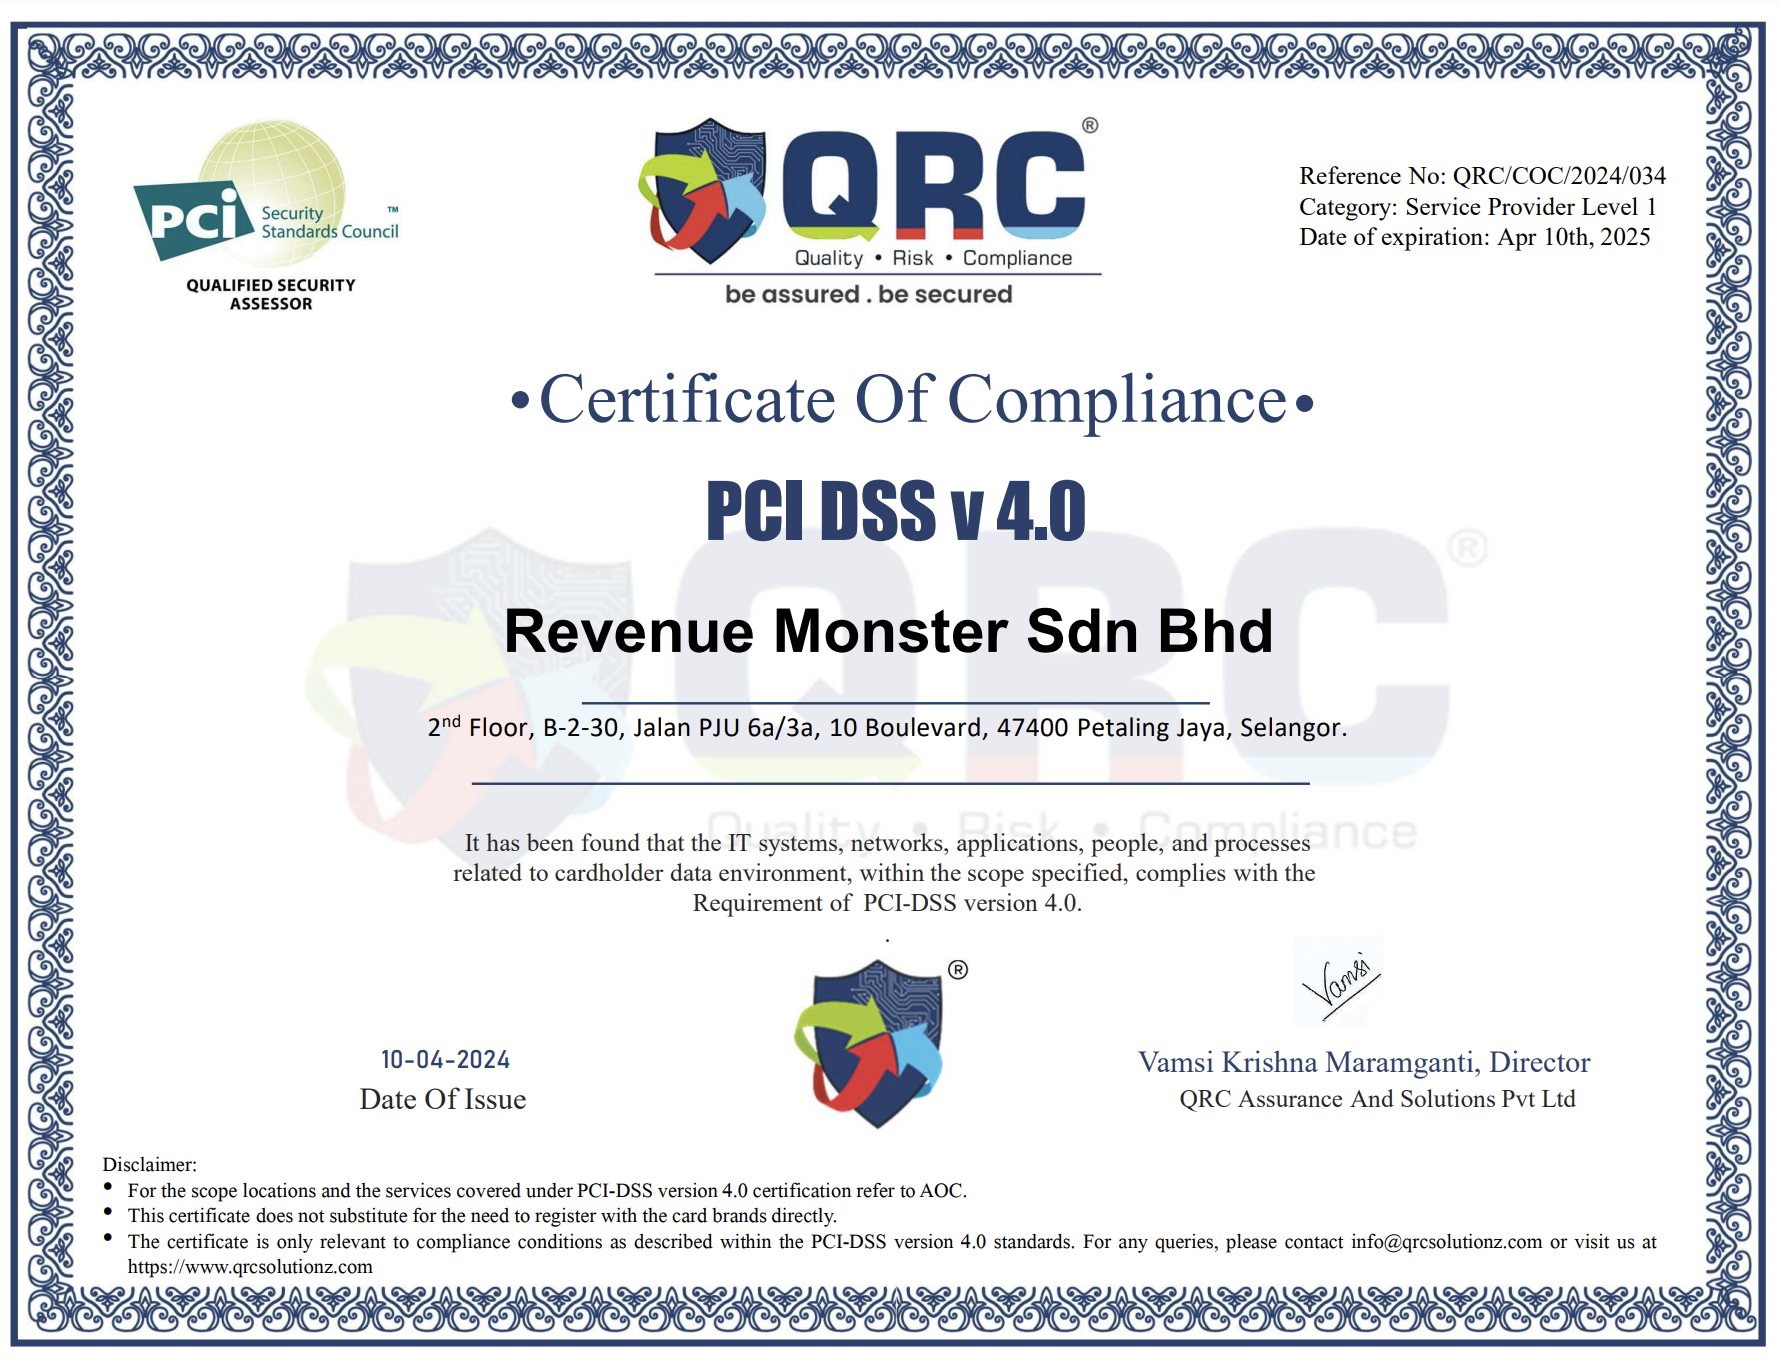 PCi Security
Standards Council ™
QUALIFIED SECURITY
ASSESSOR
QRC ®
Quality • Risk • Compliance
be assured . be secured
Reference No: QRC/COC/2024/034
Category: Service Provider Level 1
Date of expiration: Apr 10th, 2025
•Certificate Of Compliance•
PCI DSS v 4.0
QRC ®
Revenue Monster Sdn Bhd
2nd Floor, B-2-30, Jalan PJU 6a/3a, 10 Boulevard, 47400 Petaling Jaya, Selangor.
Quality • Risk • Compliance
It has been found that the IT systems, networks, applications, people, and processes
related to cardholder data environment, within the scope specified, complies with the
Requirement of PCI-DSS version 4.0.
.
®
Vamsi
10-04-2024
Date Of Issue
Vamsi Krishna Maramganti, Director
QRC Assurance And Solutions Pvt Ltd
Disclaimer:
• For the scope locations and the services covered under PCI-DSS version 4.0 certification refer to AOC.
• This certificate does not substitute for the need to register with the card brands directly.
• The certificate is only relevant to compliance conditions as described within the PCI-DSS version 4.0 standards. For any queries, please contact info@qrcsolutionz.com or visit us at
https://www.qrcsolutionz.com